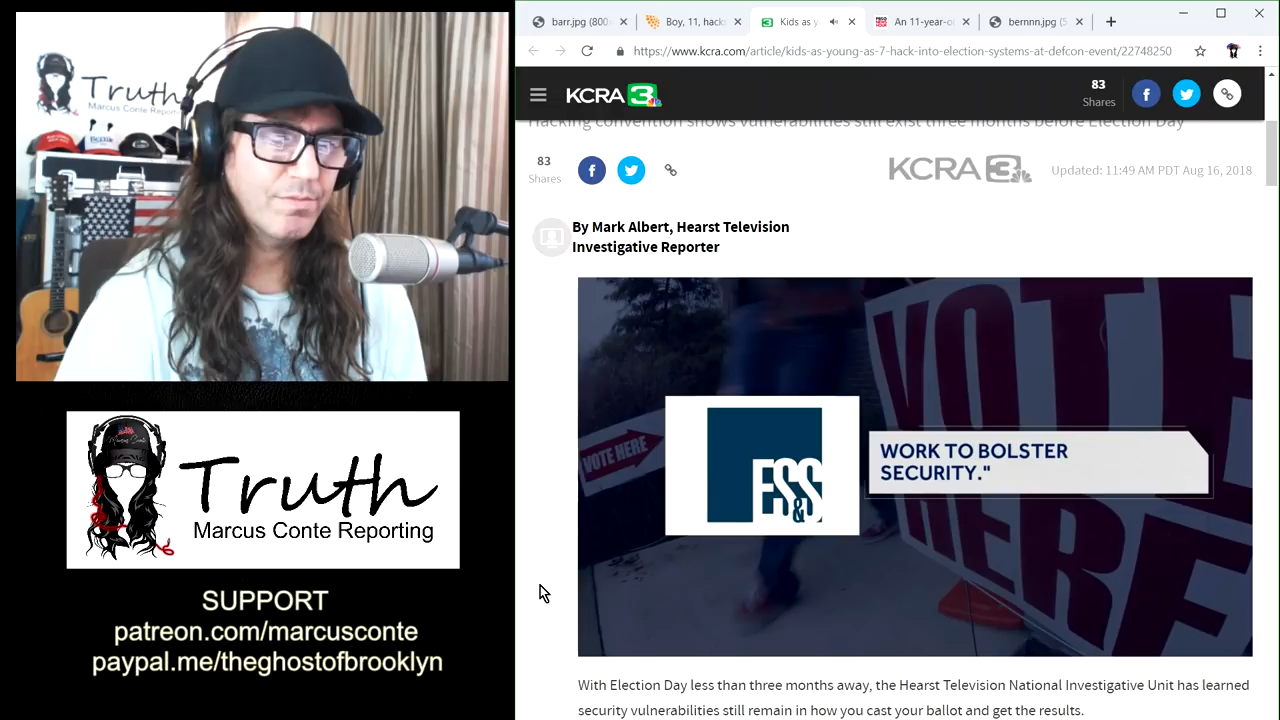 Truth
Marcus Conte Reporting
Truth
Marcus Conte Reporting
SUPPORT
patreon.com/marcusconte
paypal.me/theghostofbrooklyn
barr.jpg (800
Boy, 11, hack
Kids as y
An 11-year-o
bernnn.jpg (5
https://www.kcra.com/article/kids-as-young-as-7-hack-into-election-systems-at-defcon-event/22748250
KCRA 3
83
Shares
Hacking convention shows vulnerabilities still exist three months before Election Day
83
Shares
KCRA 3
Updated: 11:49 AM PDT Aug 16, 2018
By Mark Albert, Hearst Television
Investigative Reporter
VOTE HERE
VOTE
HERE
ES&S
WORK TO BOLSTER
SECURITY."
With Election Day less than three months away, the Hearst Television National Investigative Unit has learned
security vulnerabilities still remain in how you cast your ballot and get the results.